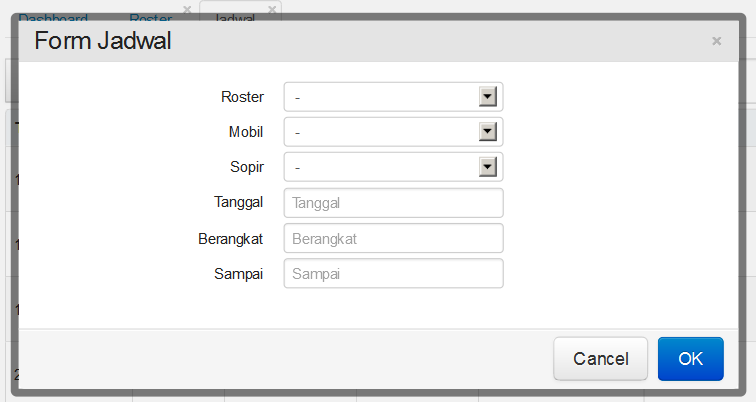 Dashboard Roster Jadwal
Form Jadwal
Roster -
Mobil -
Sopir -
Tanggal Tanggal
Berangkat Berangkat
Sampai Sampai
Cancel OK